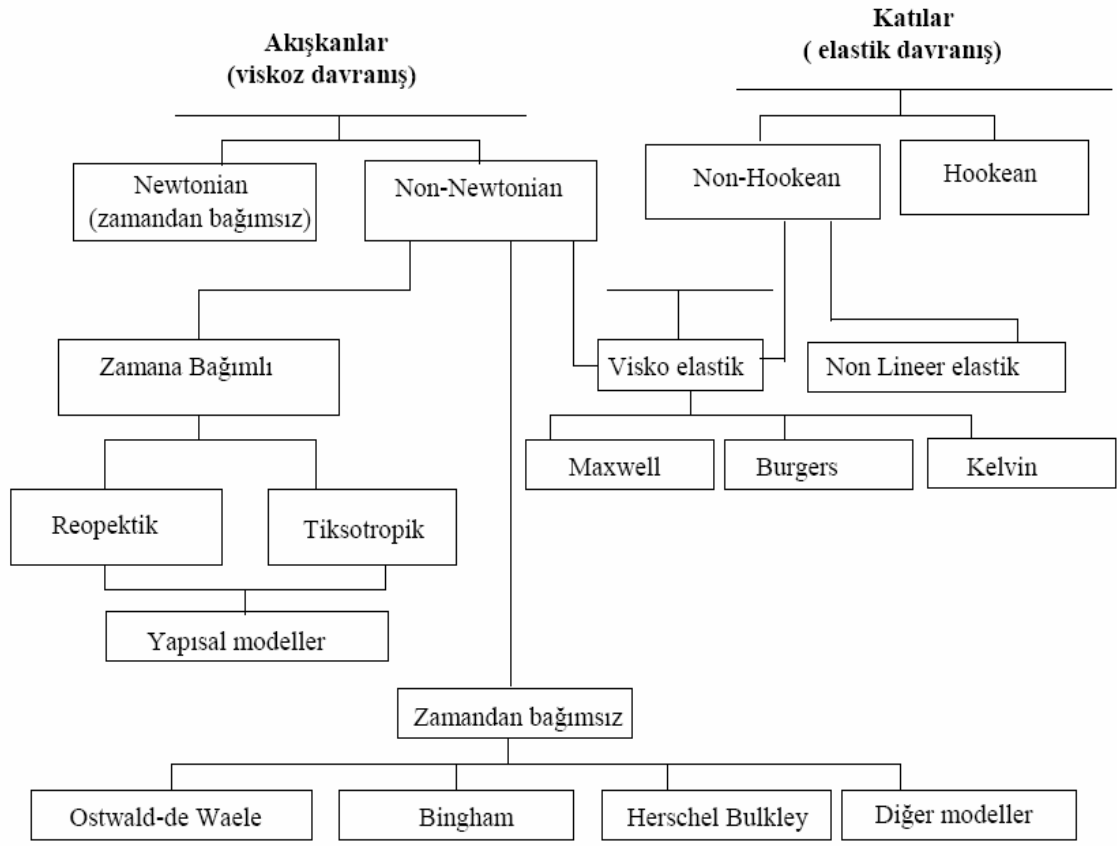 Akışkanlar
(viskoz davranış)
Katılar
( elastik davranış)
Newtonian
(zamandan bağımsız)
Non-Newtonian
Non-Hookean
Hookean
Zamana Bağımlı
Visko elastik
Non Lineer elastik
Maxwell
Burgers
Kelvin
Reopektik
Tiksotropik
Yapısal modeller
Zamandan bağımsız
Ostwald-de Waele
Bingham
Herschel Bulkley
Diğer modeller